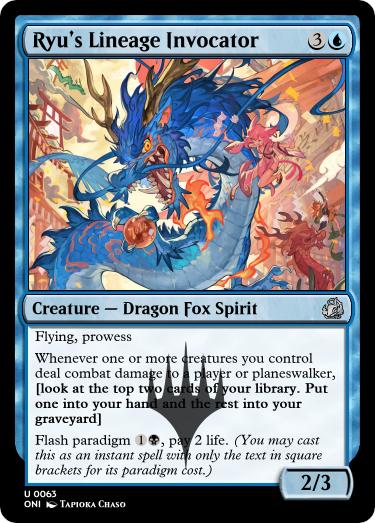 Ryu's Lineage Invocator 3
Creature — Dragon Fox Spirit
Flying, prowess
Whenever one or more creatures you control
deal combat damage to a player or planeswalker,
[look at the top two cards of your library. Put
one into your hand and the rest into your
graveyard]
Flash paradigm 1, pay 2 life. (You may cast
this as an instant spell with only the text in square
brackets for its paradigm cost.)
2/3
U 0063
ONI Tapioka Chaso